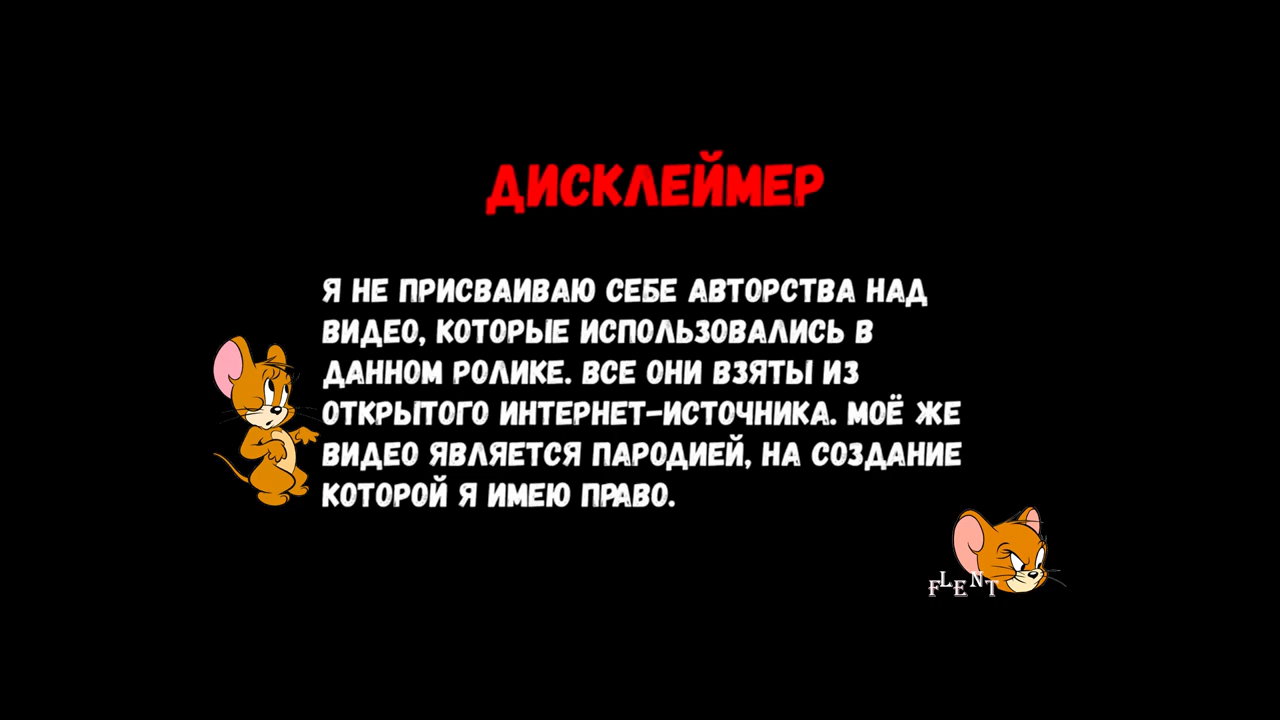 ДИСКЛЕЙМЕР
Я НЕ ПРИСВАИВАЮ СЕБЕ АВТОРСТВА НАД
ВИДЕО, КОТОРЫЕ ИСПОЛЬЗОВАЛИСЬ В
ДАННОМ РОЛИКЕ. ВСЕ ОНИ ВЗЯТЫ ИЗ
ОТКРЫТОГО ИНТЕРНЕТ-ИСТОЧНИКА. МОЁ ЖЕ
ВИДЕО ЯВЛЯЕТСЯ ПАРОДИЕЙ, НА СОЗДАНИЕ
КОТОРОЙ Я ИМЕЮ ПРАВО.
FLENT